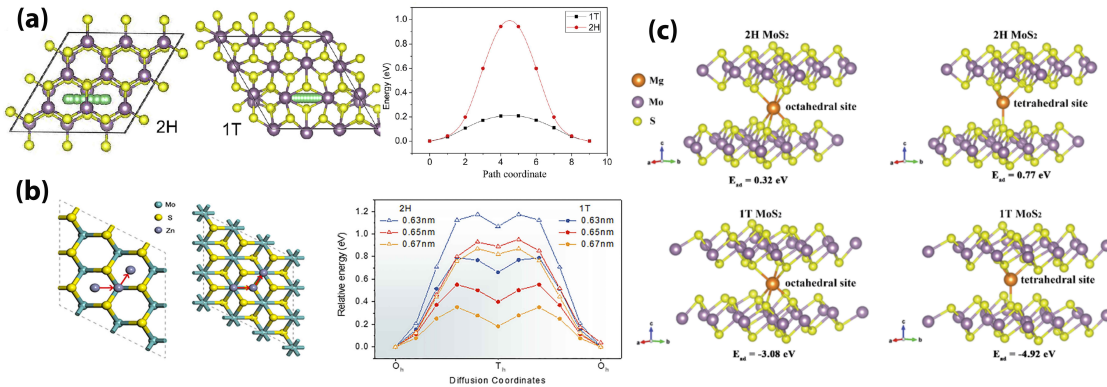 (a)
2H
1T
1T
2H
Energy (eV)
1.0
0.8
0.6
0.4
0.2
0.0
0 2 4 6 8 10
Path coordinate
(b)
Mo
S
Zn
2H 1T
0.63nm 0.63nm
0.65nm 0.65nm
0.67nm 0.67nm
Relative energy (eV)
1.2
1.0
0.8
0.6
0.4
0.2
0.0
Oh Th Oh
Diffusion Coordinates
(c)
Mg
Mo
S
2H MoS2
octahedral site
c
a b
Ead = 0.32 eV
2H MoS2
tetrahedral site
c
a b
Ead = 0.77 eV
1T MoS2
octahedral site
c
a b
Ead = -3.08 eV
1T MoS2
tetrahedral site
c
a b
Ead = -4.92 eV